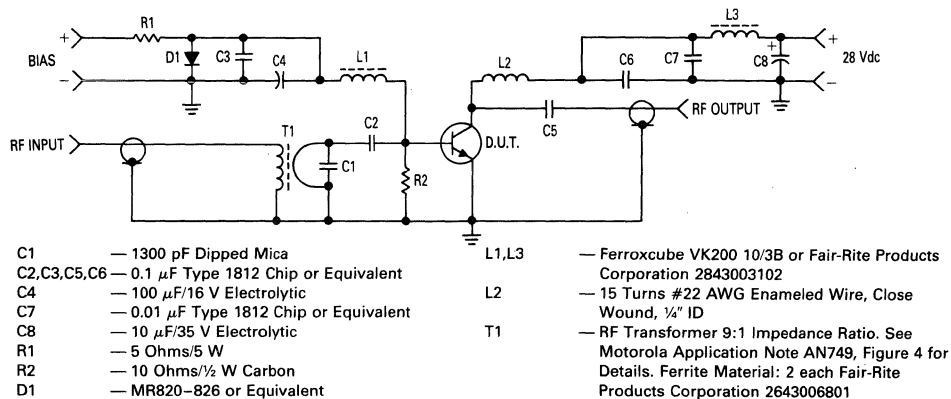 R1
L3
+
+
BIAS
D1
C3
C4
L1
L2
C6
C7
+
C8
28 Vdc
−
−
C5
RF OUTPUT
T1
C2
D.U.T.
RF INPUT
C1
R2
C1 — 1300 pF Dipped Mica
C2,C3,C5,C6 — 0.1 μF Type 1812 Chip or Equivalent
C4 — 100 μF/16 V Electrolytic
C7 — 0.01 μF Type 1812 Chip or Equivalent
C8 — 10 μF/35 V Electrolytic
R1 — 5 Ohms/5 W
R2 — 10 Ohms/½ W Carbon
D1 — MR820–826 or Equivalent
L1,L3 — Ferroxcube VK200 10/3B or Fair-Rite Products
Corporation 2843003102
L2 — 15 Turns #22 AWG Enameled Wire, Close
Wound, ¼″ ID
T1 — RF Transformer 9:1 Impedance Ratio. See
Motorola Application Note AN749, Figure 4 for
Details. Ferrite Material: 2 each Fair-Rite
Products Corporation 2643006801